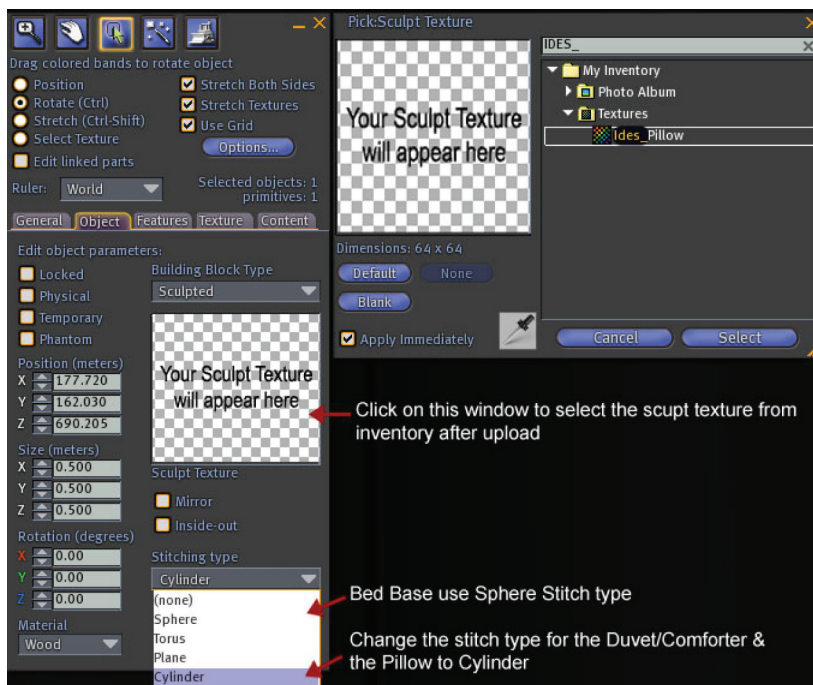 Drag colored bands to rotate object
Position
Rotate (Ctrl)
Stretch (Ctrl-Shift)
Select Texture
Edit linked parts
Stretch Both Sides
Stretch Textures
Use Grid
Options...
Ruler: World
Selected objects: 1
primitives: 1
General Object Features Texture Content
Edit object parameters:
Locked
Physical
Temporary
Phantom
Position (meters)
X 177.720
Y 162.030
Z 690.205
Size (meters)
X 0.500
Y 0.500
Z 0.500
Rotation (degrees)
X 0.00
Y 0.00
Z 0.00
Material
Wood
Building Block Type
Sculpted
Your Sculpt Texture
will appear here
Sculpt Texture
Mirror
Inside-out
Stitching type
Cylinder
(none)
Sphere
Torus
Plane
Cylinder
Pick:Sculpt Texture
Your Sculpt Texture
will appear here
Dimensions: 64 x 64
Default None
Blank
Apply Immediately
IDES_
My Inventory
Photo Album
Textures
Ides_Pillow
Cancel Select
Click on this window to select the scupt texture from
inventory after upload
Bed Base use Sphere Stitch type
Change the stitch type for the Duvet/Comforter &
the Pillow to Cylinder